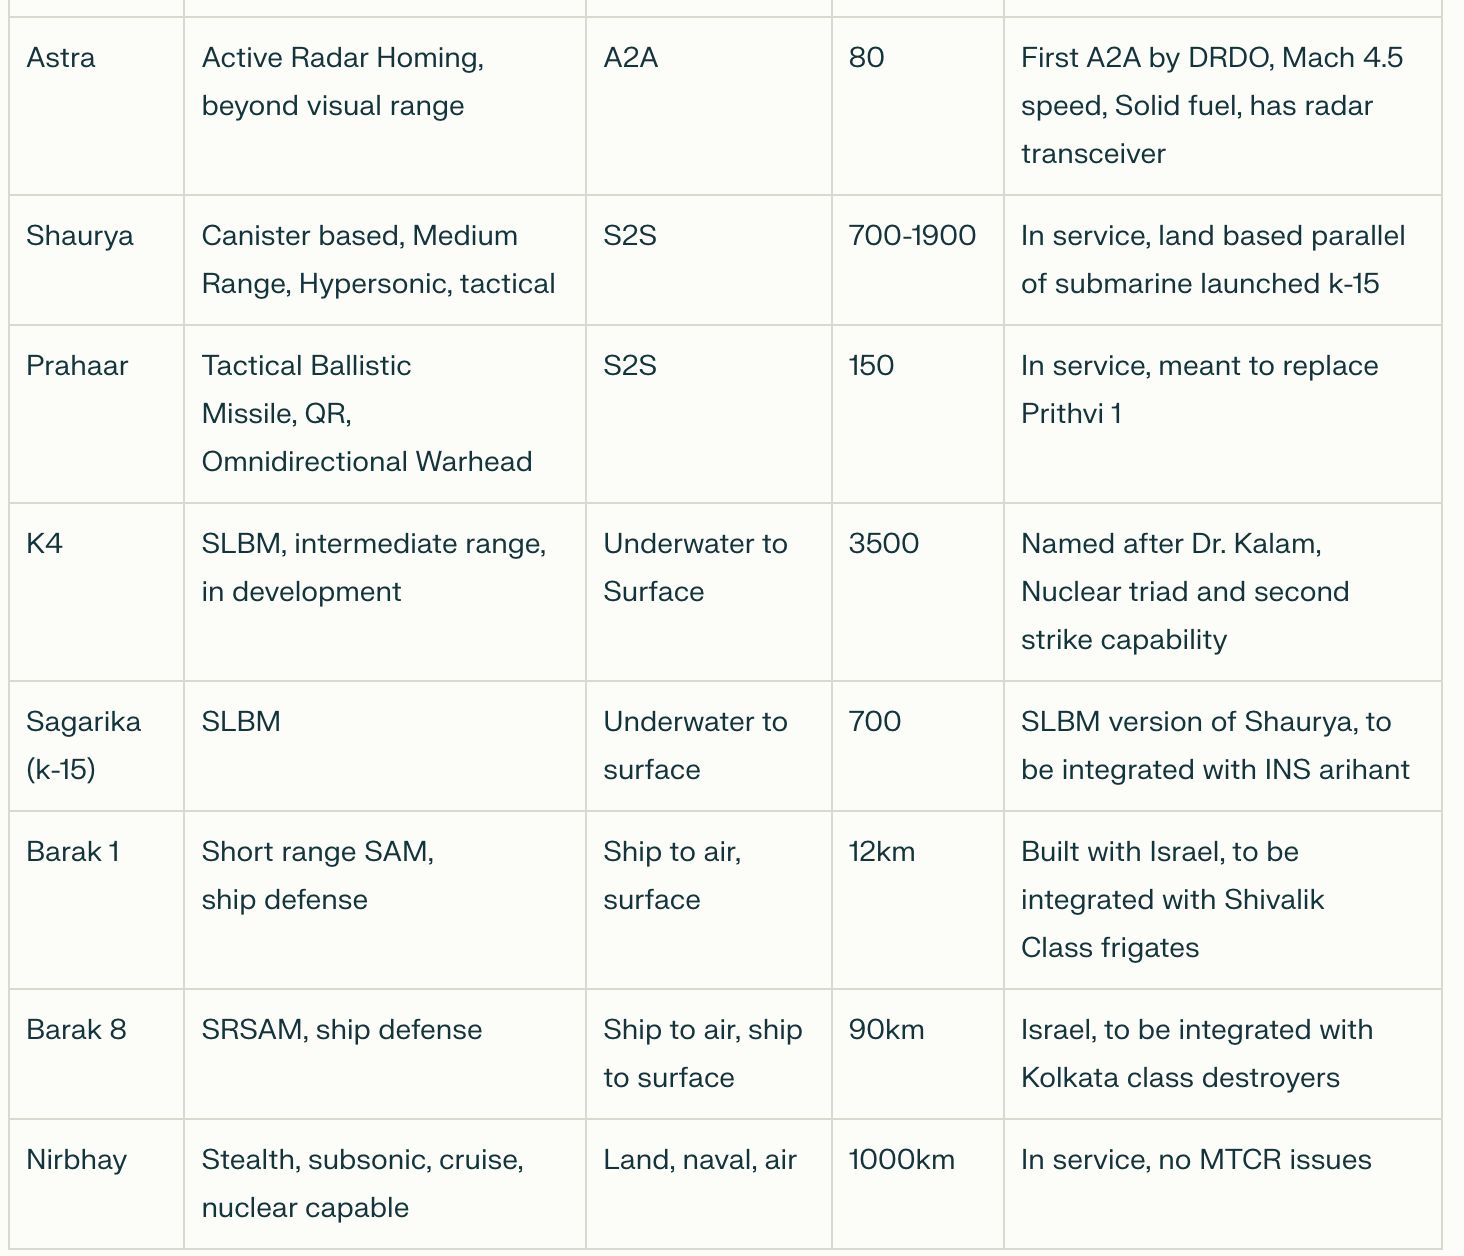 Astra
Active Radar Homing,
beyond visual range
A2A
80
First A2A by DRDO, Mach 4.5
speed, Solid fuel, has radar
transceiver
Shaurya
Canister based, Medium
Range, Hypersonic, tactical
S2S
700-1900
In service, land based parallel
of submarine launched k-15
Prahaar
Tactical Ballistic
Missile, QR,
Omnidirectional Warhead
S2S
150
In service, meant to replace
Prithvi 1
K4
SLBM, intermediate range,
in development
Underwater to
Surface
3500
Named after Dr. Kalam,
Nuclear triad and second
strike capability
Sagarika
(k-15)
SLBM
Underwater to
surface
700
SLBM version of Shaurya, to
be integrated with INS arihant
Barak 1
Short range SAM,
ship defense
Ship to air,
surface
12km
Built with Israel, to be
integrated with Shivalik
Class frigates
Barak 8
SRSAM, ship defense
Ship to air, ship
to surface
90km
Israel, to be integrated with
Kolkata class destroyers
Nirbhay
Stealth, subsonic, cruise,
nuclear capable
Land, naval, air
1000km
In service, no MTCR issues